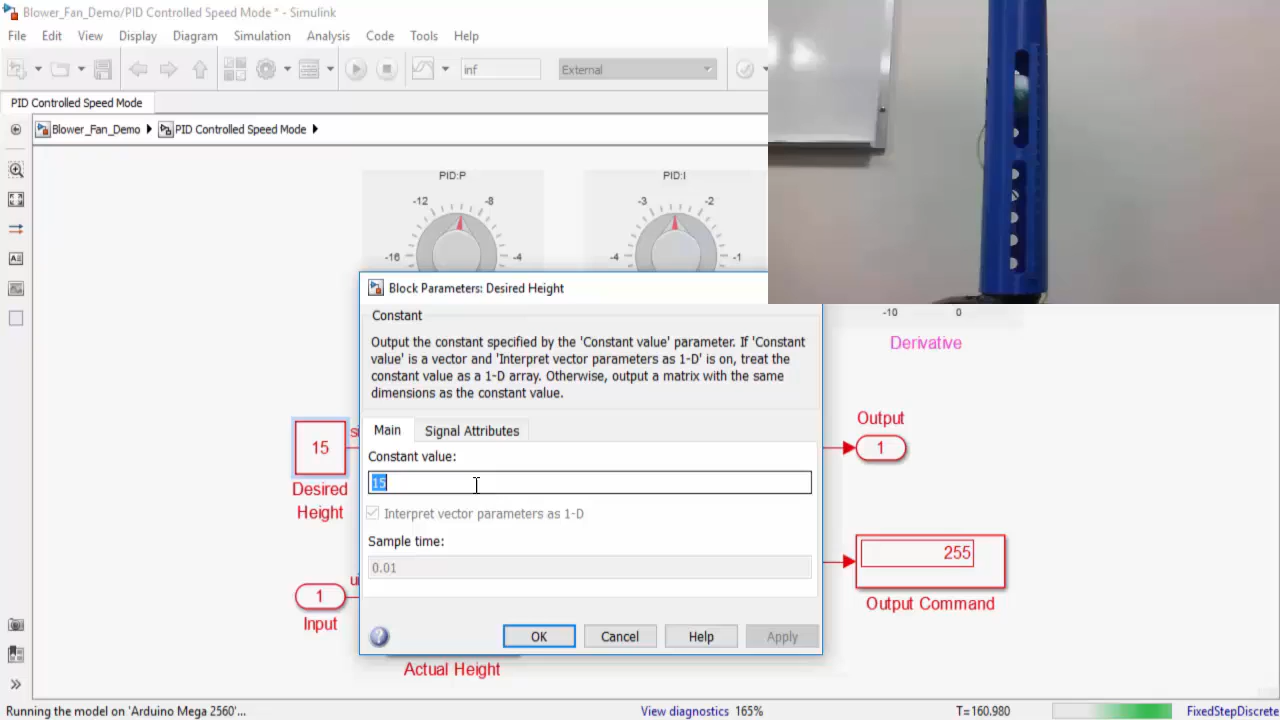 Blower_Fan_Demo/PID Controlled Speed Mode * - Simulink
File Edit View Display Diagram Simulation Analysis Code Tools Help
inf External
PID Controlled Speed Mode
Blower_Fan_Demo PID Controlled Speed Mode
PID:P PID:I
-12 -8 -3 -2
-16 -4 -4 -1
Block Parameters: Desired Height
Constant
-10 0
Output the constant specified by the 'Constant value' parameter. If 'Constant
value' is a vector and 'Interpret vector parameters as 1-D' is on, treat the
constant value as a 1-D array. Otherwise, output a matrix with the same
dimensions as the constant value.
Derivative
Main Signal Attributes
Constant value:
15
Interpret vector parameters as 1-D
Sample time:
0.01
OK Cancel Help Apply
15
Desired
Height
1
Input
Actual Height
Output
1
255
Output Command
Running the model on 'Arduino Mega 2560'... View diagnostics 165% T=160.980 FixedStepDiscrete